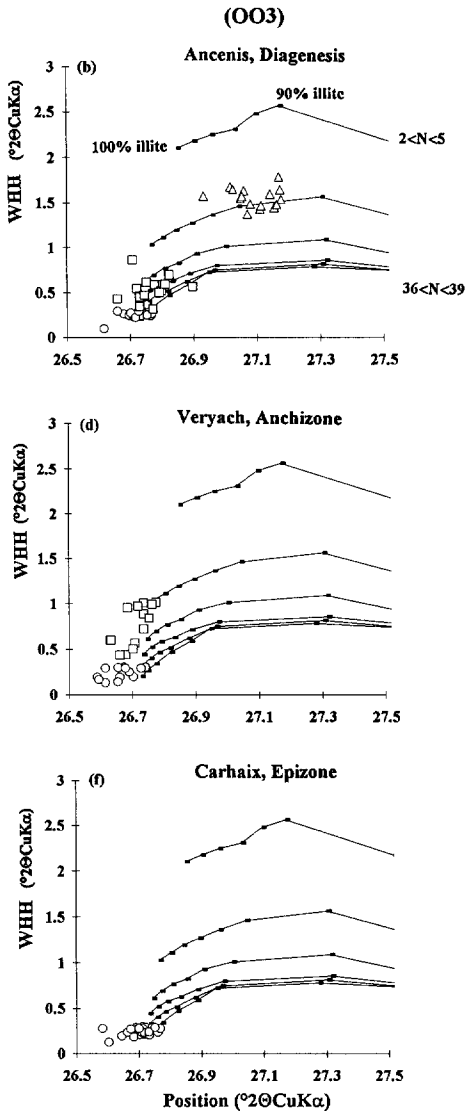 (OO3)
Ancenis, Diagenesis
(b)
90% illite
100% illite
2<N<5
36<N<39
WHH (°2ΘCuKα)
3
2.5
2
1.5
1
0.5
0
26.5 26.7 26.9 27.1 27.3 27.5
Veryach, Anchizone
(d)
WHH (°2ΘCuKα)
3
2.5
2
1.5
1
0.5
0
26.5 26.7 26.9 27.1 27.3 27.5
Carhaix, Epizone
(f)
WHH (°2ΘCuKα)
3
2.5
2
1.5
1
0.5
0
26.5 26.7 26.9 27.1 27.3 27.5
Position (°2ΘCuKα)